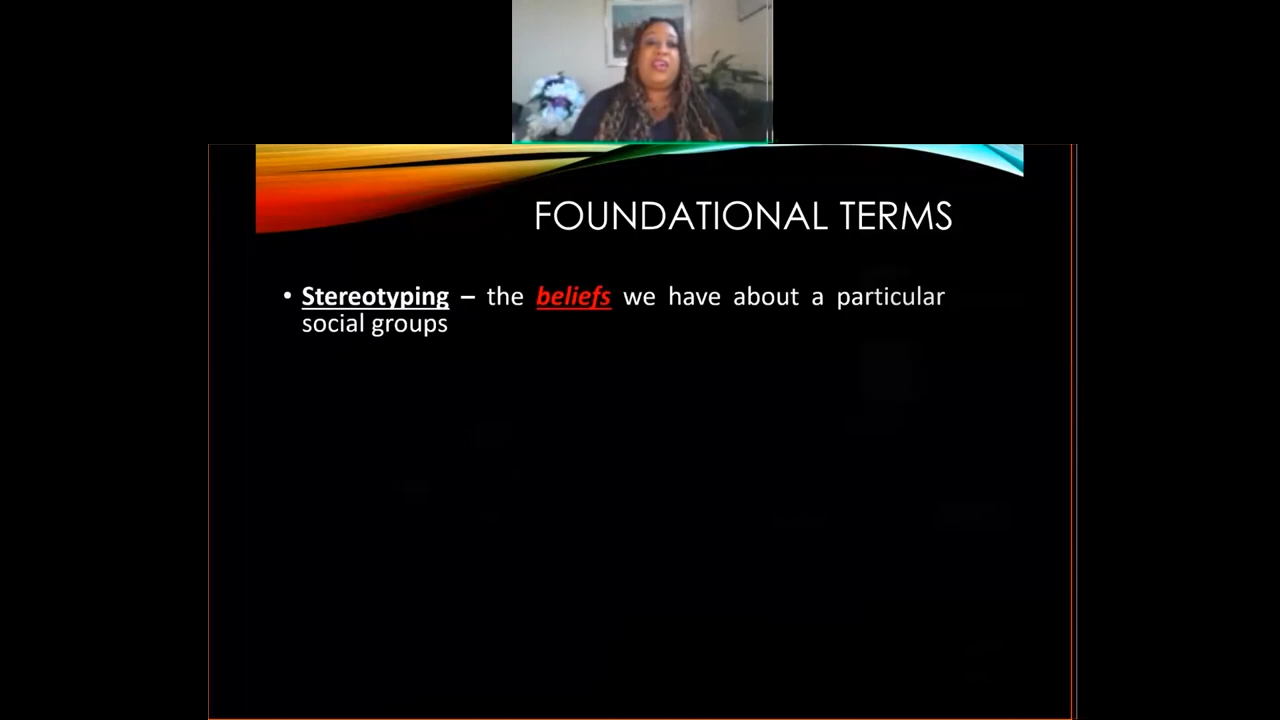 FOUNDATIONAL TERMS
• Stereotyping – the beliefs we have about a particular
social groups